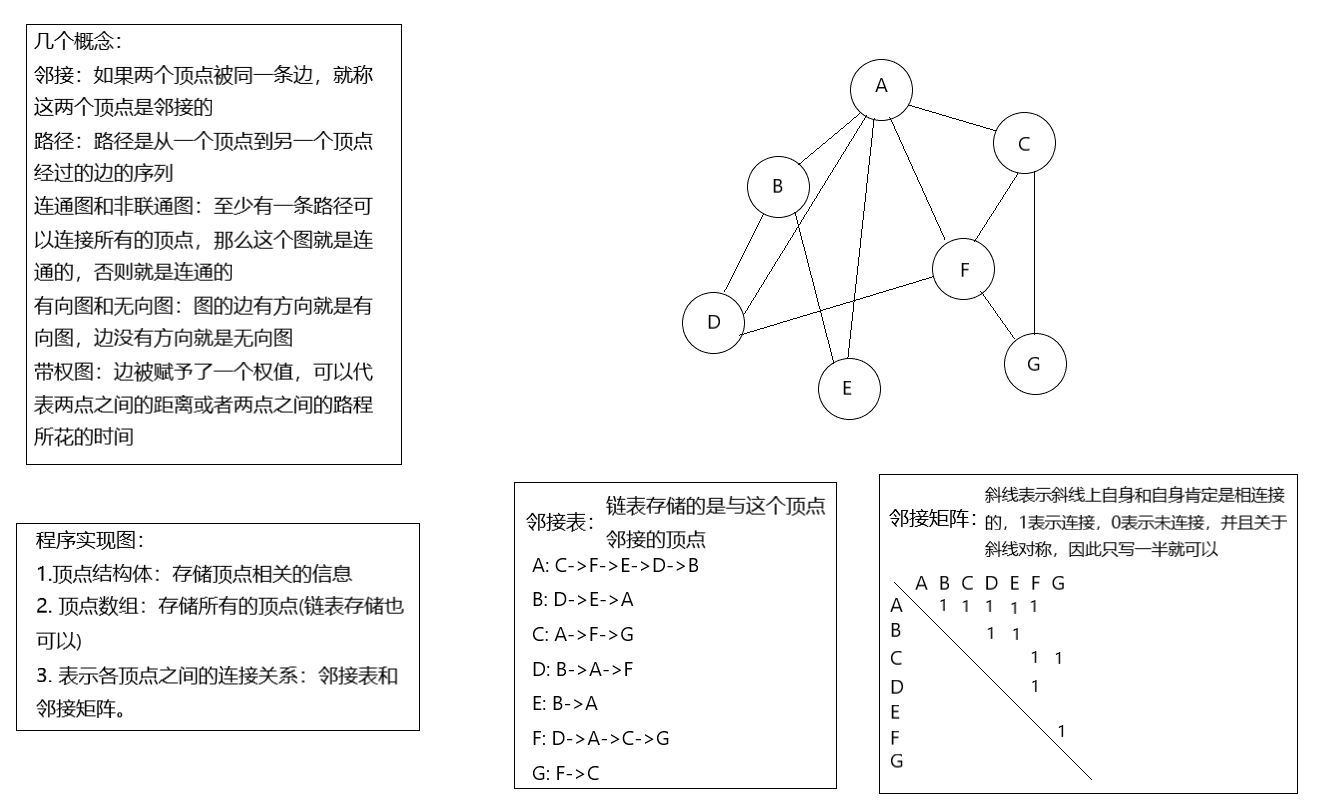 几个概念：
邻接：如果两个顶点被同一条边，就称
这两个顶点是邻接的
路径：路径是从一个顶点到另一个顶点
经过的边的序列
连通图和非联通图：至少有一条路径可
以连接所有的顶点，那么这个图就是连
通的，否则就是连通的
有向图和无向图：图的边有方向就是有
向图，边没有方向就是无向图
带权图：边被赋予了一个权值，可以代
表两点之间的距离或者两点之间的路程
所花的时间
A
C
B
F
D
G
E
程序实现图：
1.顶点结构体：存储顶点相关的信息
2. 顶点数组：存储所有的顶点(链表存储也
可以)
3. 表示各顶点之间的连接关系：邻接表和
邻接矩阵。
邻接表：
链表存储的是与这个顶点
邻接的顶点
A: C->F->E->D->B
B: D->E->A
C: A->F->G
D: B->A->F
E: B->A
F: D->A->C->G
G: F->C
邻接矩阵：
斜线表示斜线上自身和自身肯定是相连接
的，1表示连接，0表示未连接，并且关于
斜线对称，因此只写一半就可以
A B C D E F G
A 1 1 1 1 1
B 1 1
C 1 1
D 1
E
F 1
G